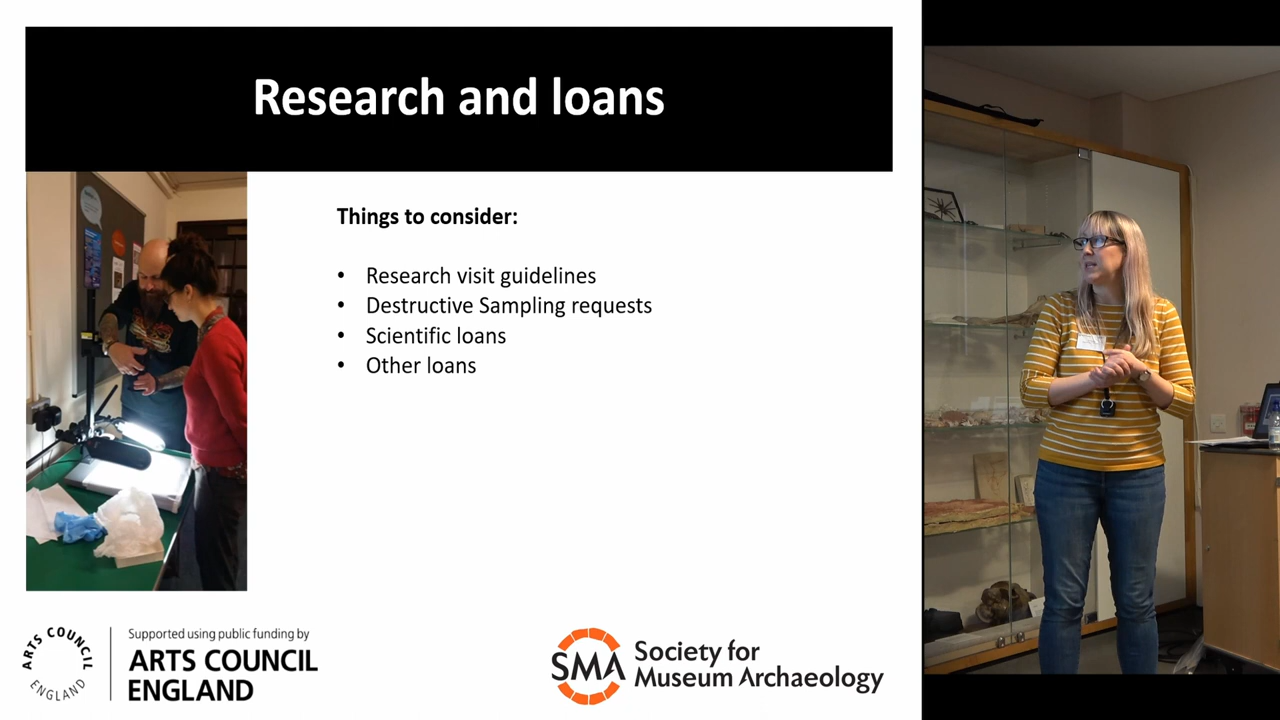 Research and loans
Things to consider:
• Research visit guidelines
• Destructive Sampling requests
• Scientific loans
• Other loans
ARTS COUNCIL
ENGLAND
Supported using public funding by
ARTS COUNCIL
ENGLAND
SMA
Society for
Museum Archaeology